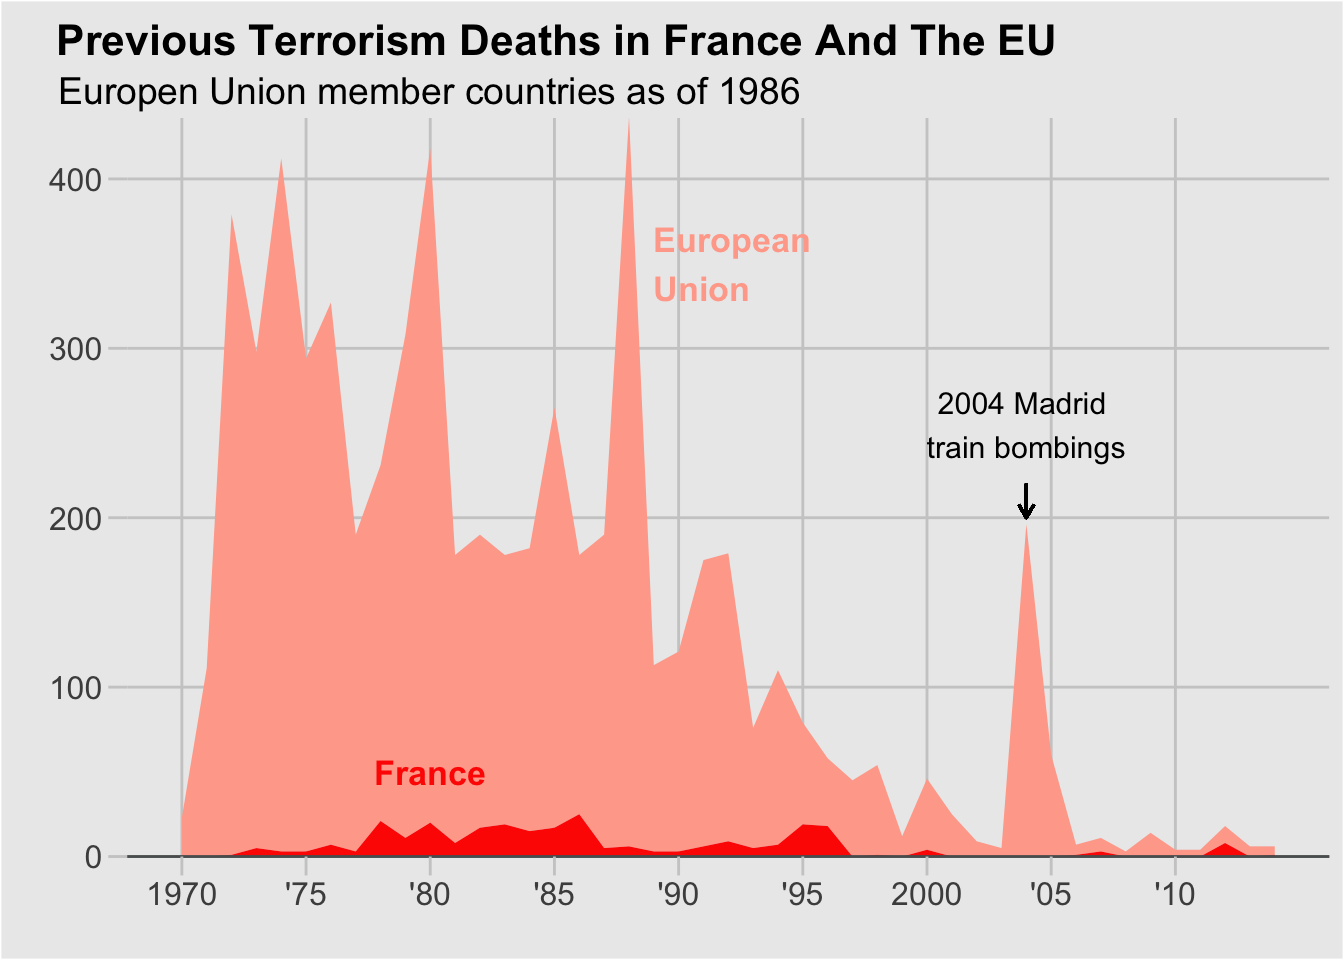 Previous Terrorism Deaths in France And The EU
Europen Union member countries as of 1986
400
European
Union
300
2004 Madrid
train bombings
200
100
France
0
1970 '75 '80 '85 '90 '95 2000 '05 '10